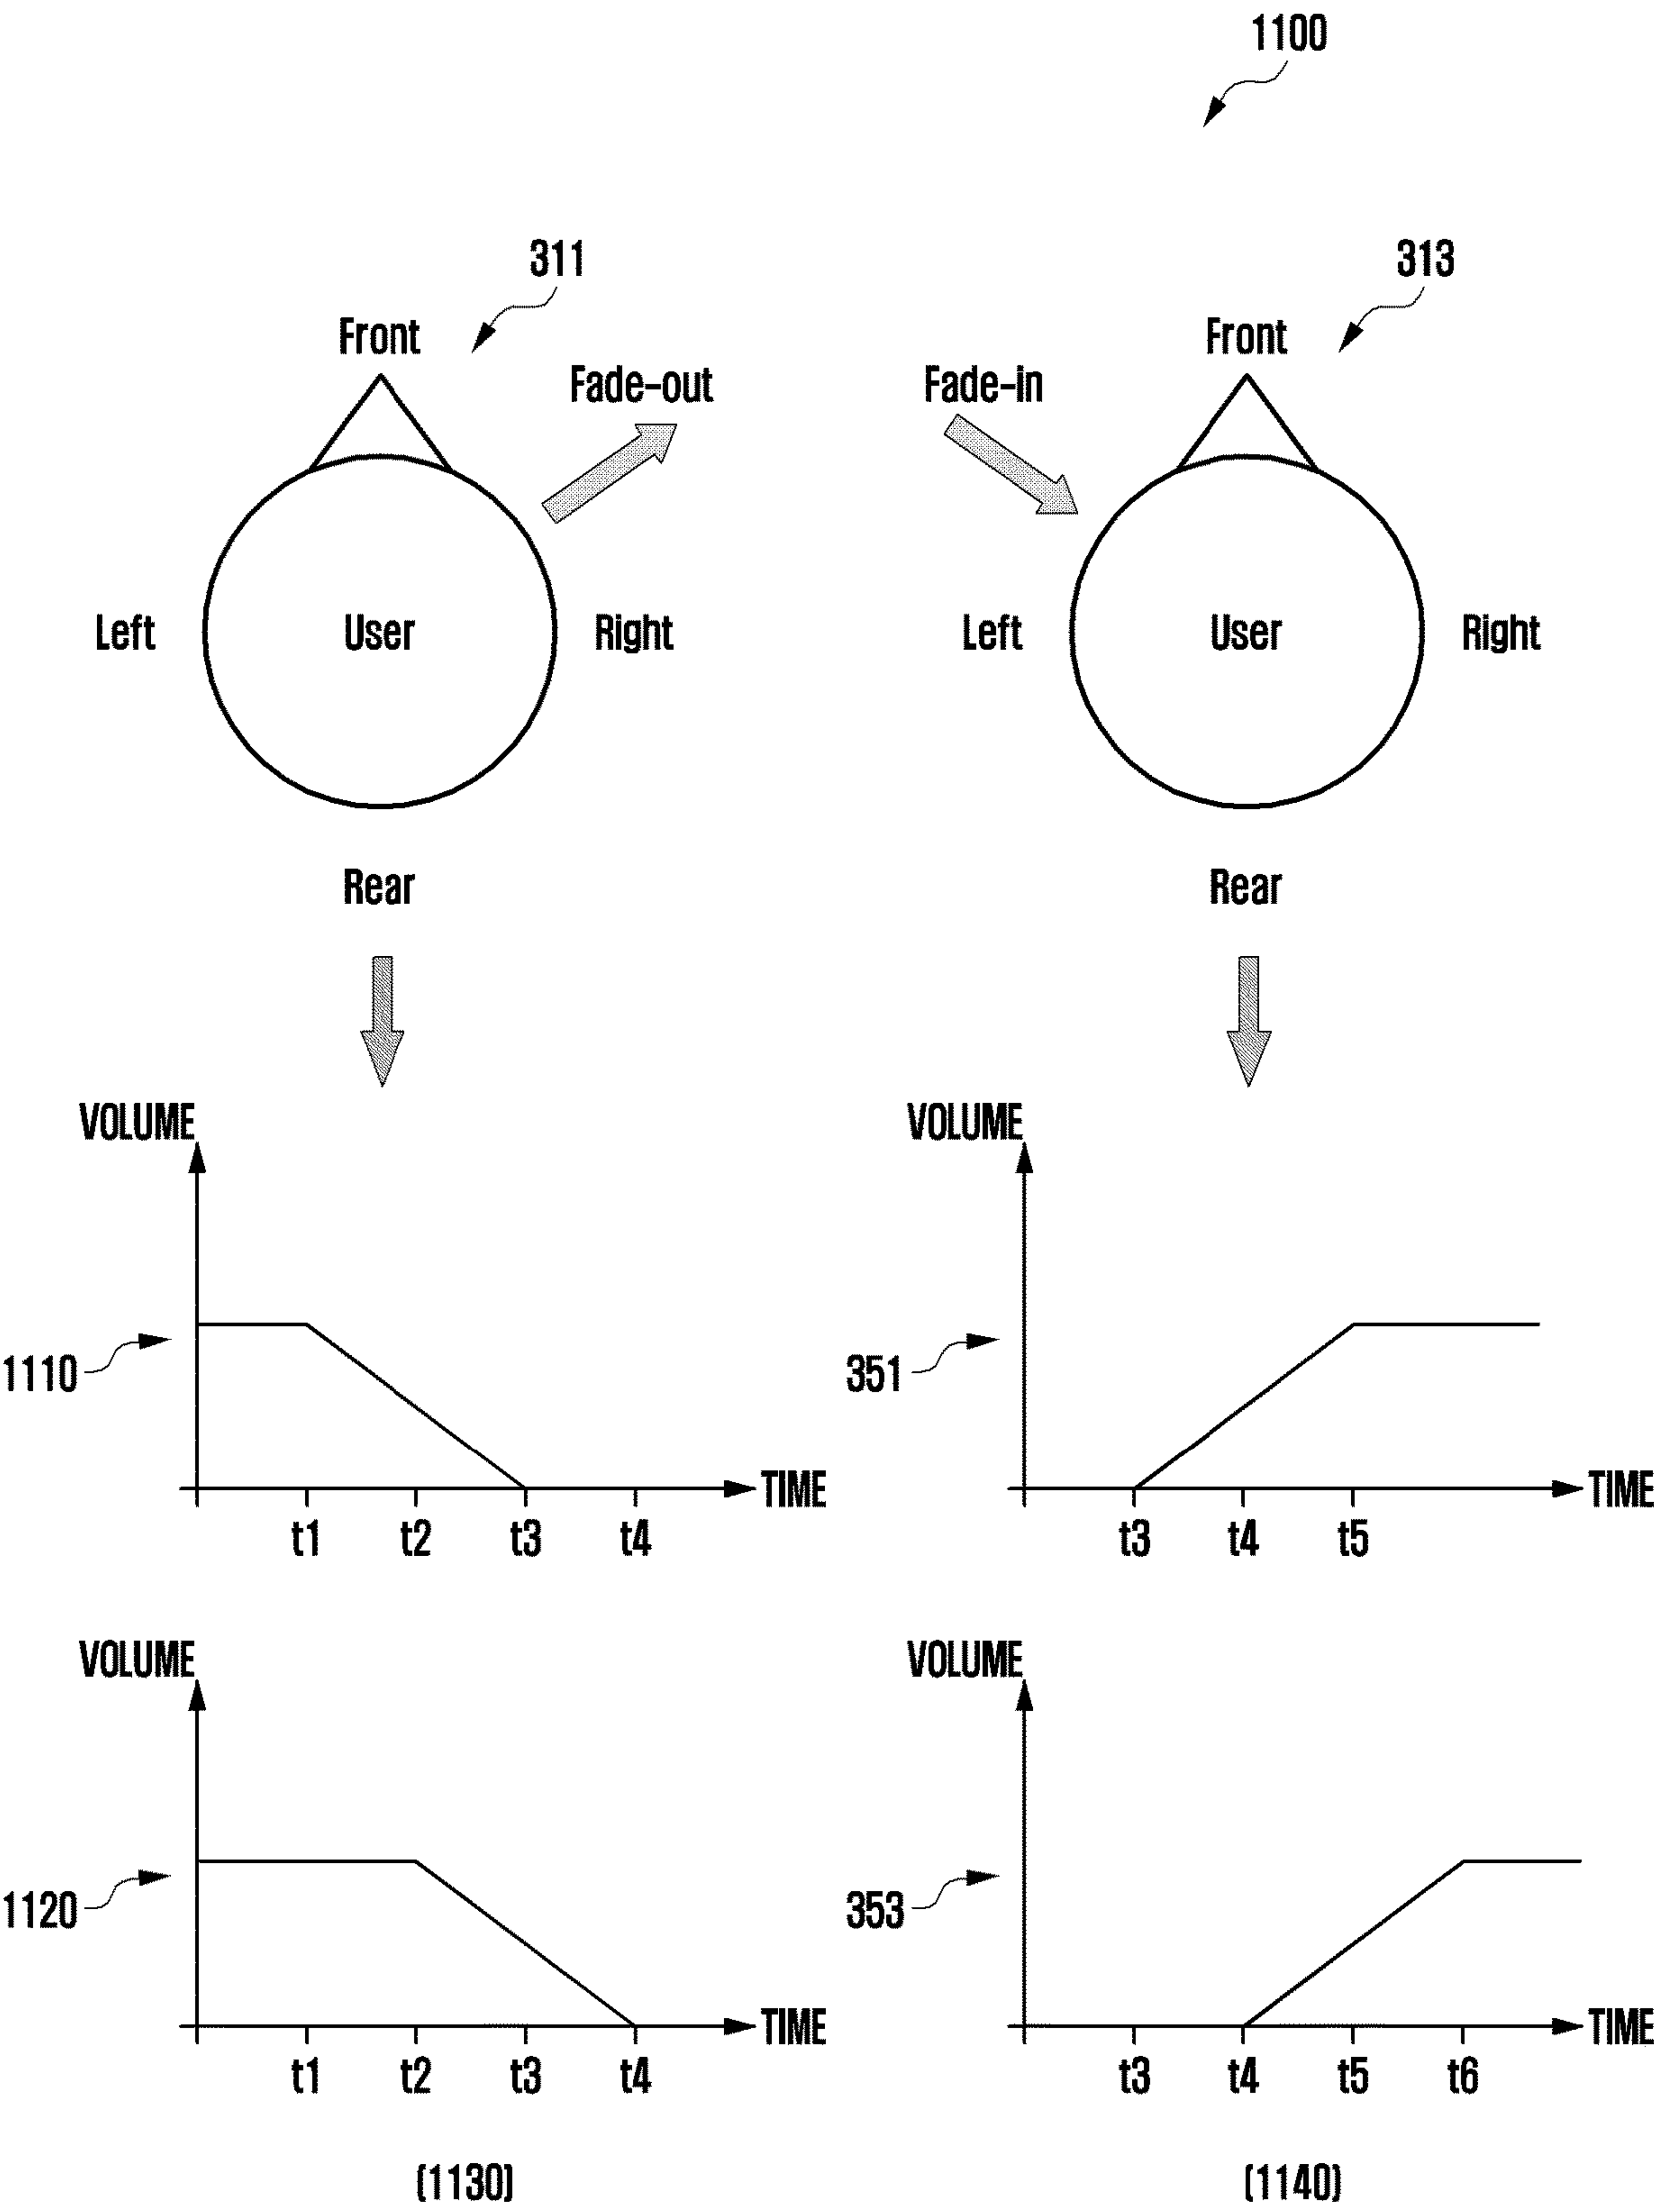 1100
311
313
Front
Front
Fade-out
Fade-in
Left
User
Right
Left
User
Right
Rear
Rear
VOLUME
VOLUME
1110
351
TIME
TIME
t1
t2
t3
t4
t3
t4
t5
VOLUME
VOLUME
1120
353
TIME
TIME
t1
t2
t3
t4
t3
t4
t5
t6
[1130]
[1140]